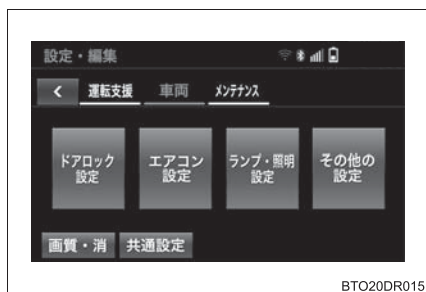 設定・編集
運転支援 車両 メンテナンス
ドアロック
設定
エアコン
設定
ランプ・照明
設定
その他の
設定
画質・消 共通設定
BTO20DR015